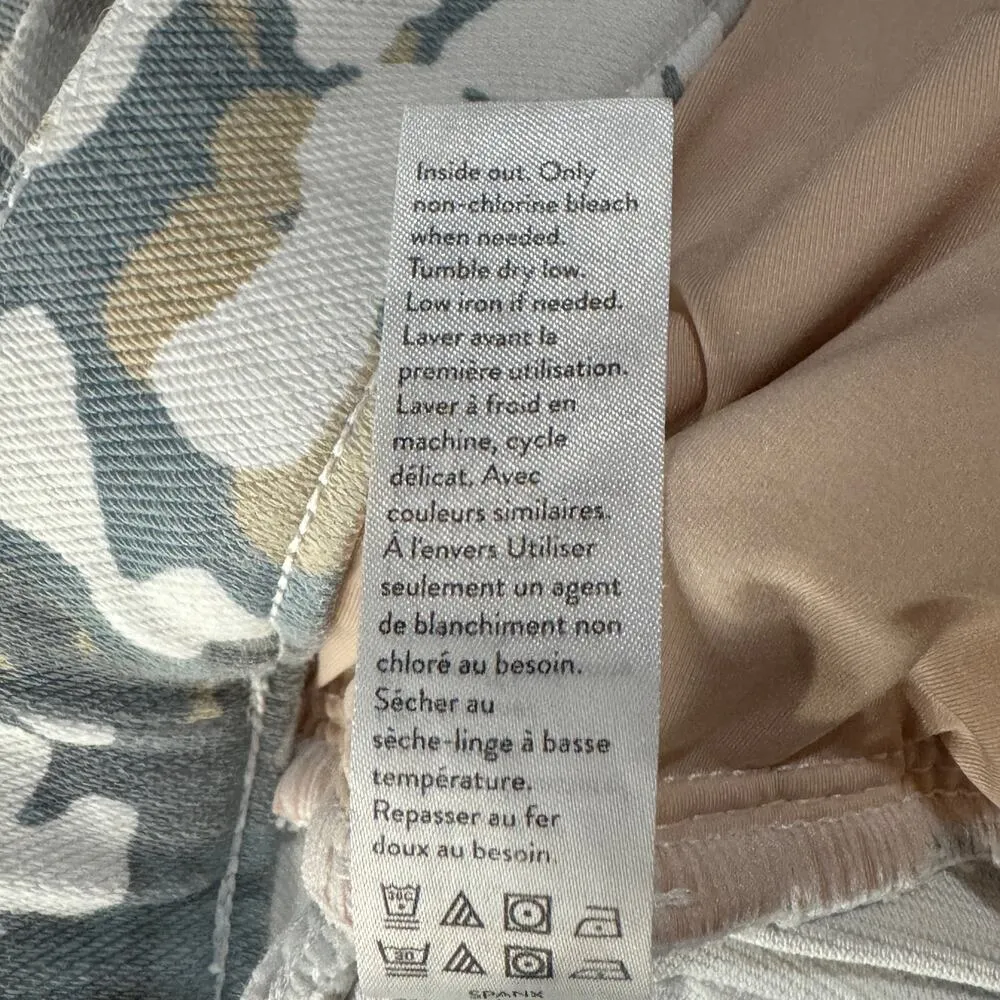 Inside out. Only
non-chlorine bleach
when needed.
Tumble dry low.
Low iron if needed.
Laver avant la
première utilisation.
Laver à froid en
machine, cycle
délicat. Avec
couleurs similaires.
À l'envers Utiliser
seulement un agent
de blanchiment non
chloré au besoin.
Sécher au
sèche-linge à basse
température.
Repasser au fer
doux au besoin.
30C
30
SPANX